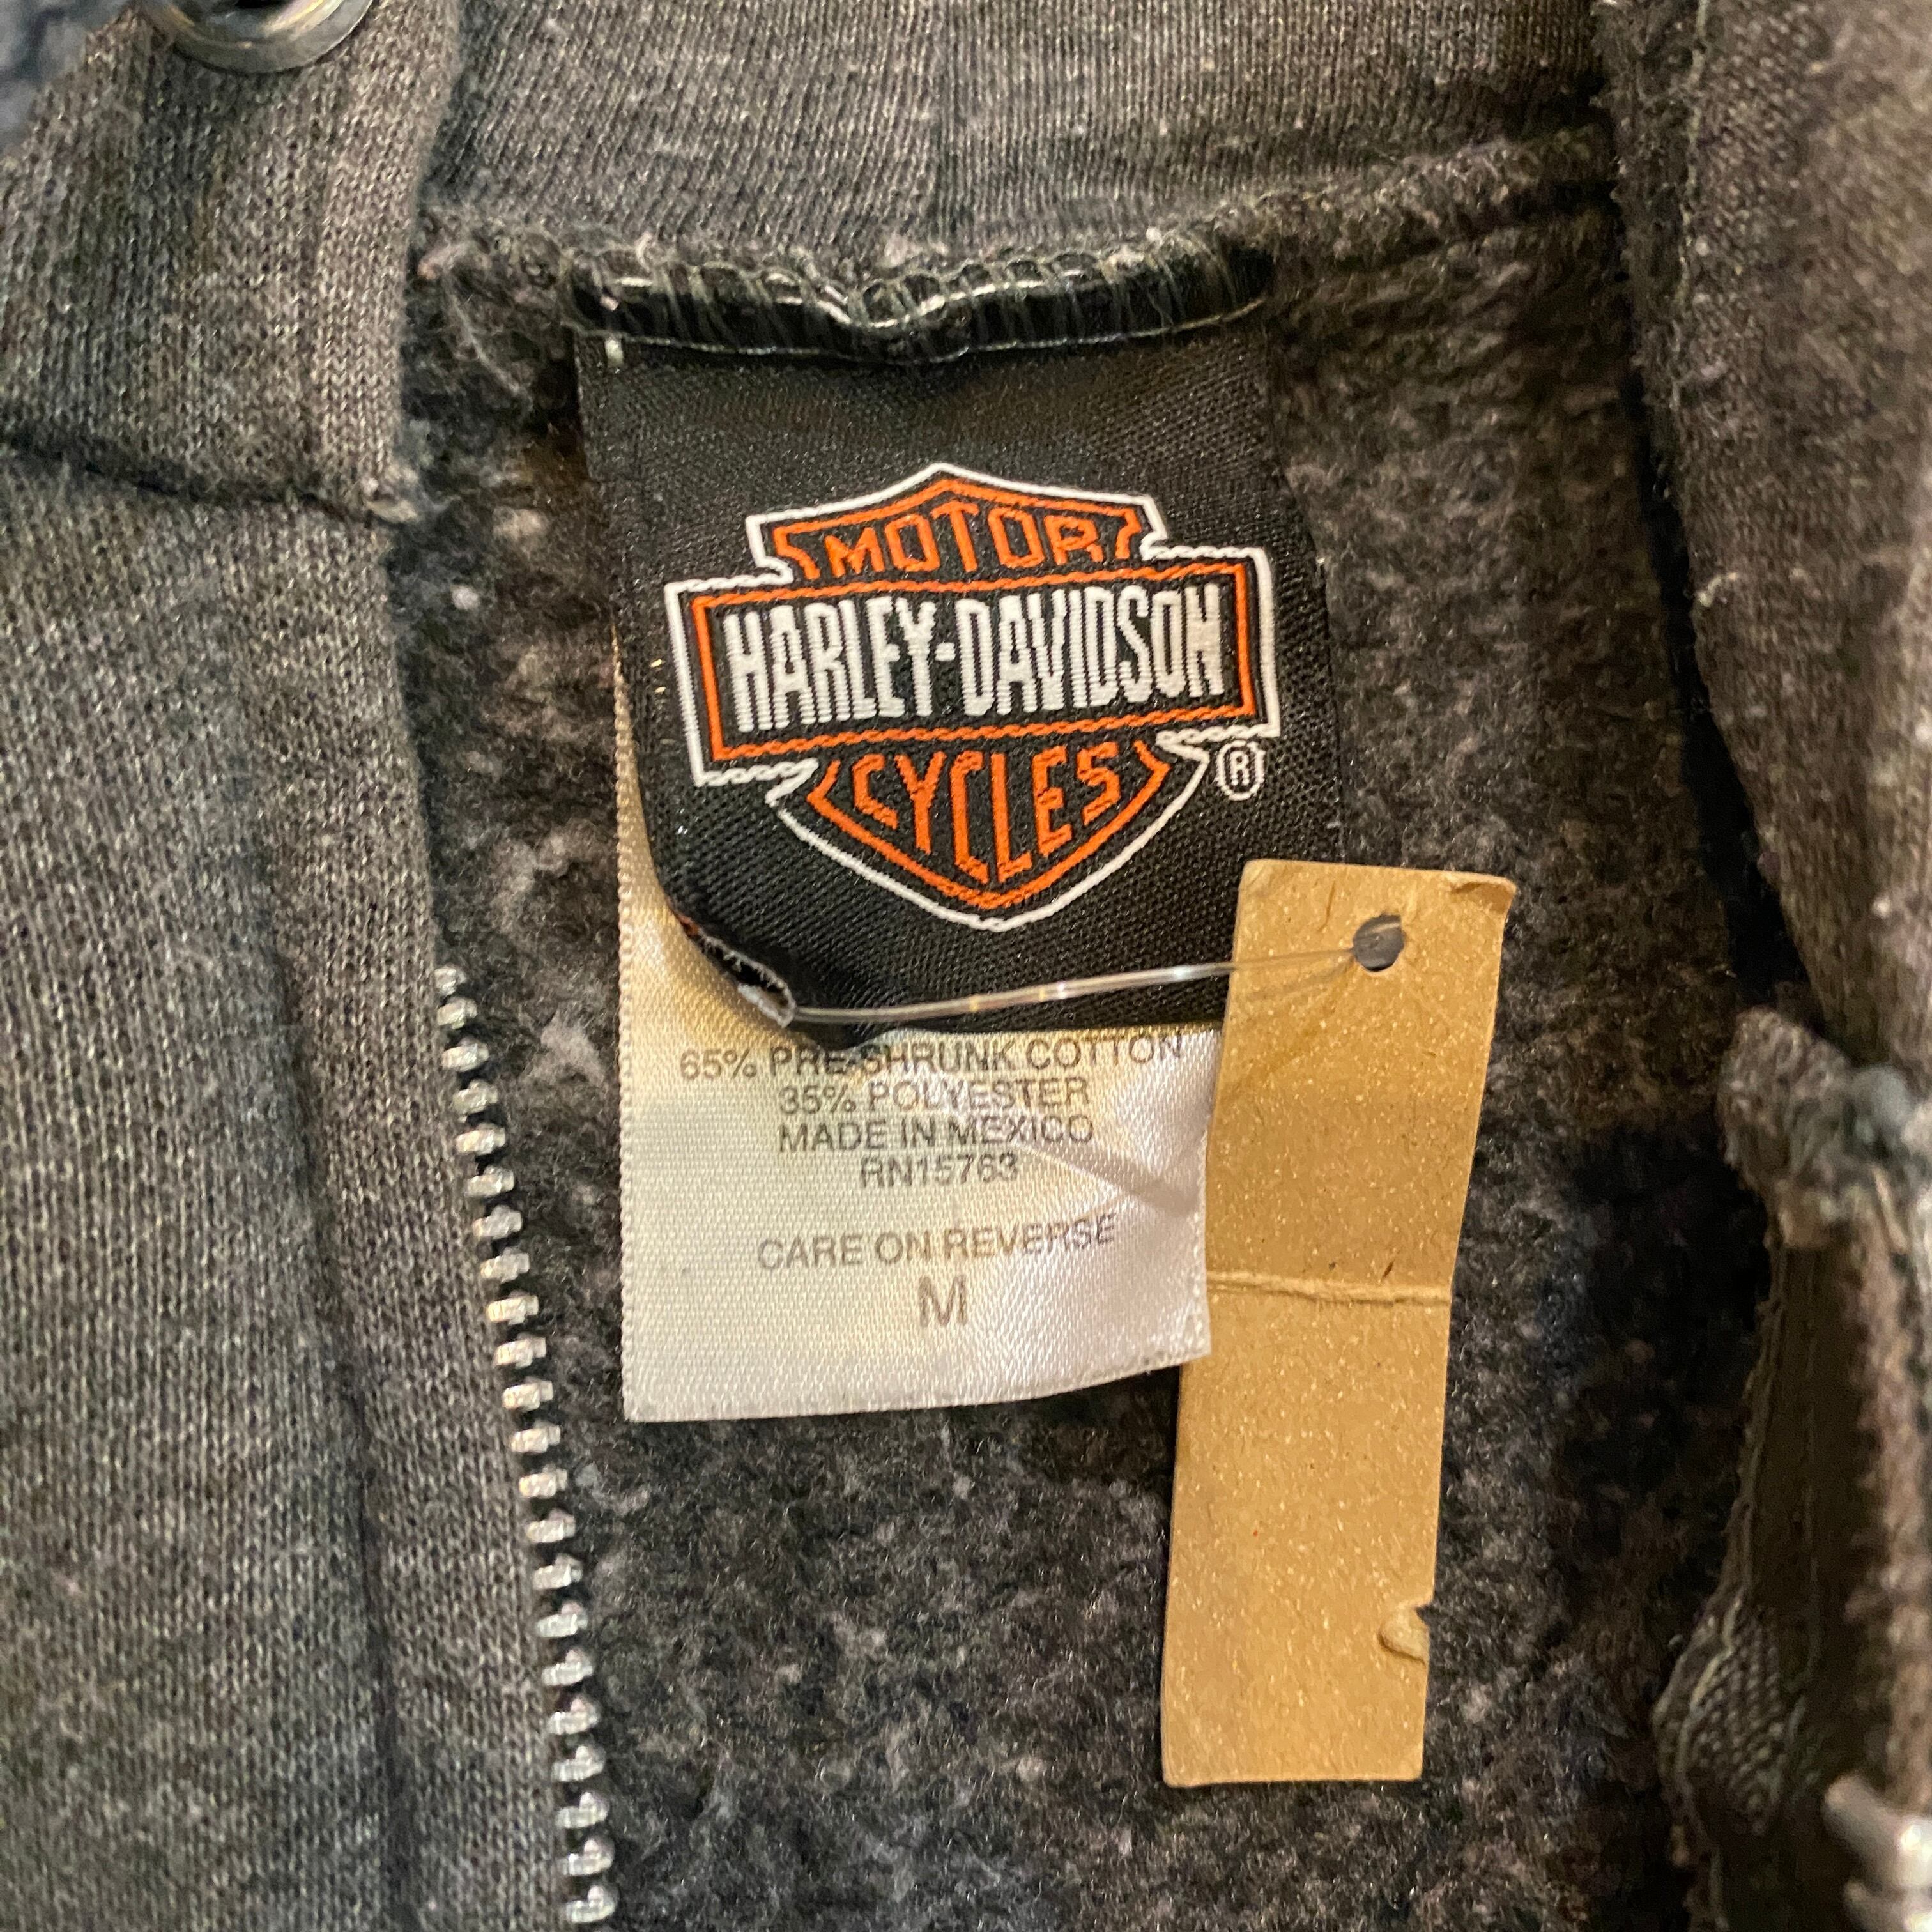 MOTOR
HARLEY-DAVIDSON
CYCLES
®
65% PRE-SHRUNK COTTON
35% POLYESTER
MADE IN MEXICO
RN15763
CARE ON REVERSE
M